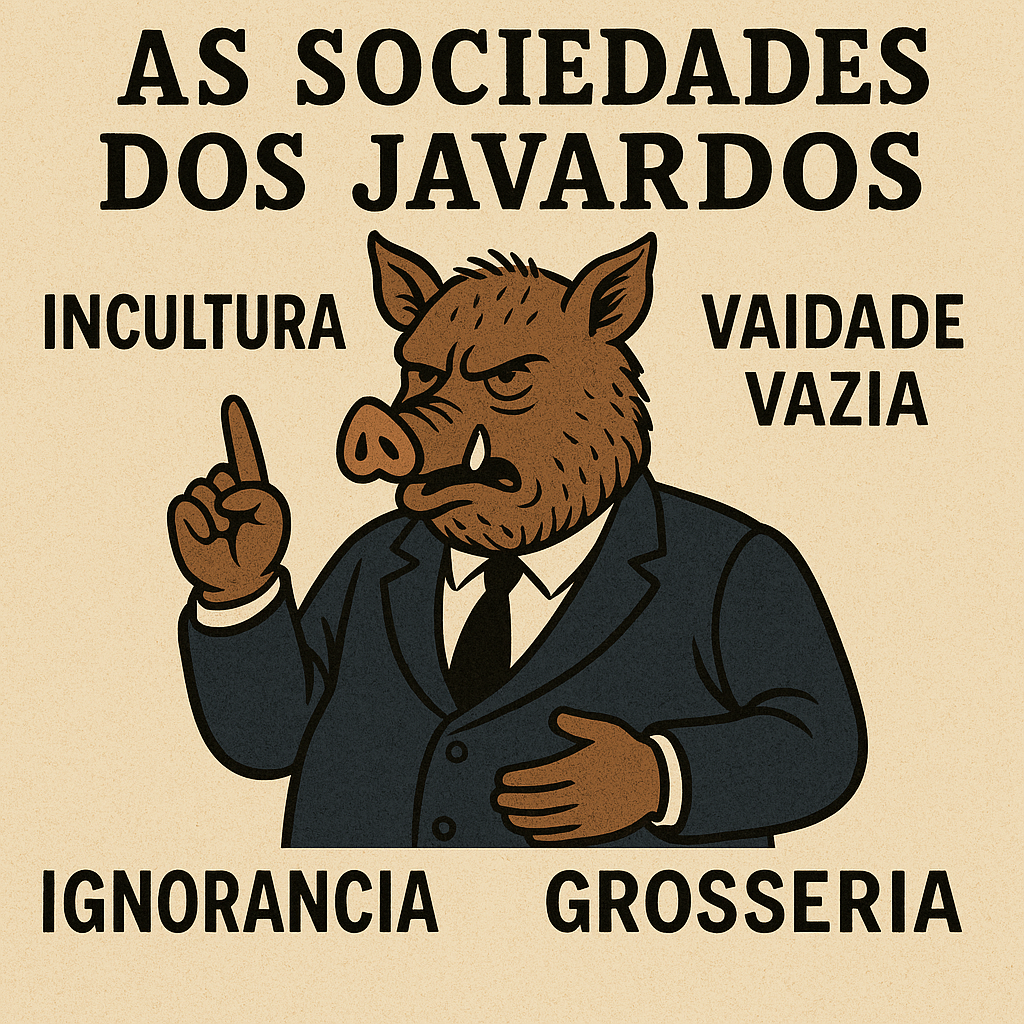 AS SOCIEDADES
DOS JAVARDOS
INCULTURA
VAIDADE
VAZIA
IGNORANCIA
GROSSERIA